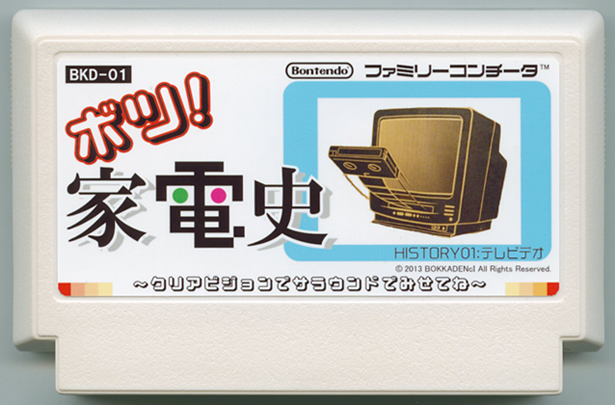 BKD-01
Bontendo ファミリーコンチータ™
ボツ!
家電史
HISTORY01:テレビデオ
© 2013 BOKKADENcl All Rights Reserved.
~クリアビジョンでサラウンドでみせてね~